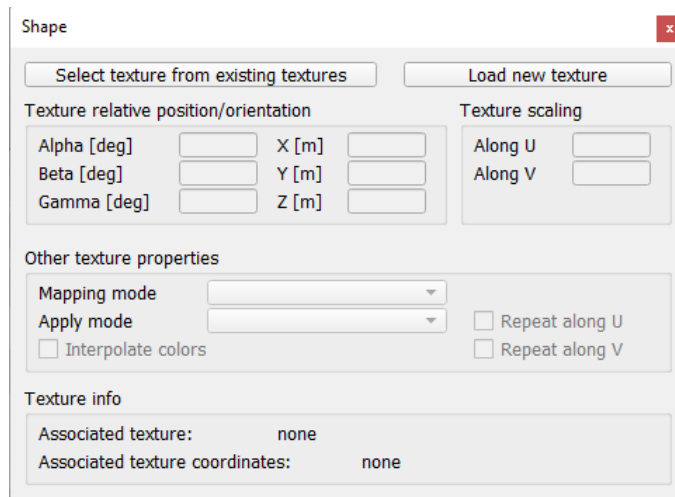 Shape
x
Select texture from existing textures Load new texture
Texture relative position/orientation Texture scaling
Alpha [deg] X [m] Along U
Beta [deg] Y [m] Along V
Gamma [deg] Z [m]
Other texture properties
Mapping mode
Apply mode Repeat along U
Interpolate colors Repeat along V
Texture info
Associated texture: none
Associated texture coordinates: none